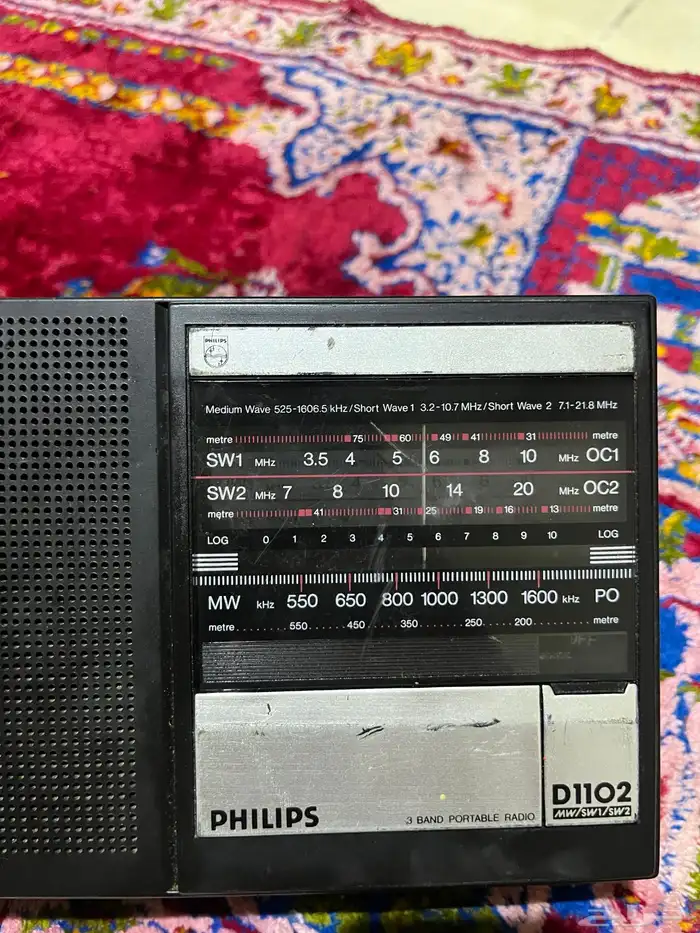 PHILIPS
Medium Wave 525-1606.5 kHz/Short Wave 1 3.2-10.7 MHz/Short Wave 2 7.1-21.8 MHz
metre 75 60 49 41 31 metre
SW1 MHz 3.5 4 5 6 8 10 MHz OC1
SW2 MHz 7 8 10 14 20 MHz OC2
metre 41 31 25 19 16 13 metre
LOG 0 1 2 3 4 5 6 7 8 9 10 LOG
MW kHz 550 650 800 1000 1300 1600 kHz PO
metre 550 450 350 250 200 metre
PHILIPS
3 BAND PORTABLE RADIO
D1102
MW/SW1/SW2